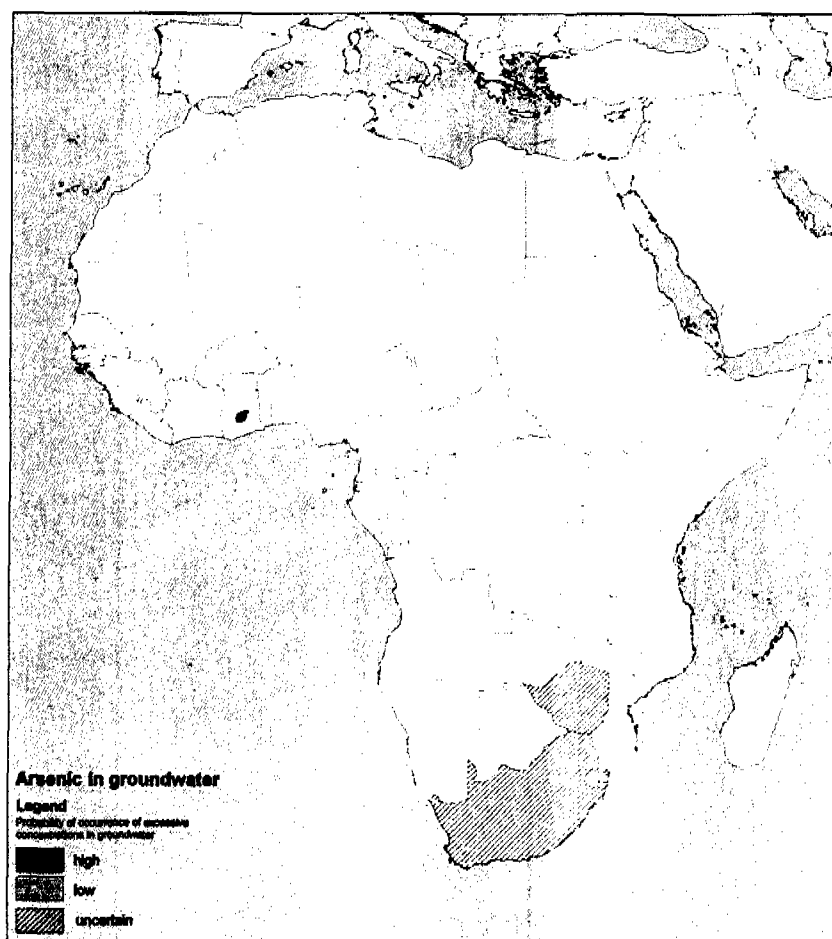 Arsenic in groundwater
Legend
Probability of occurrence of excessive
concentrations in groundwater
high
low
uncertain